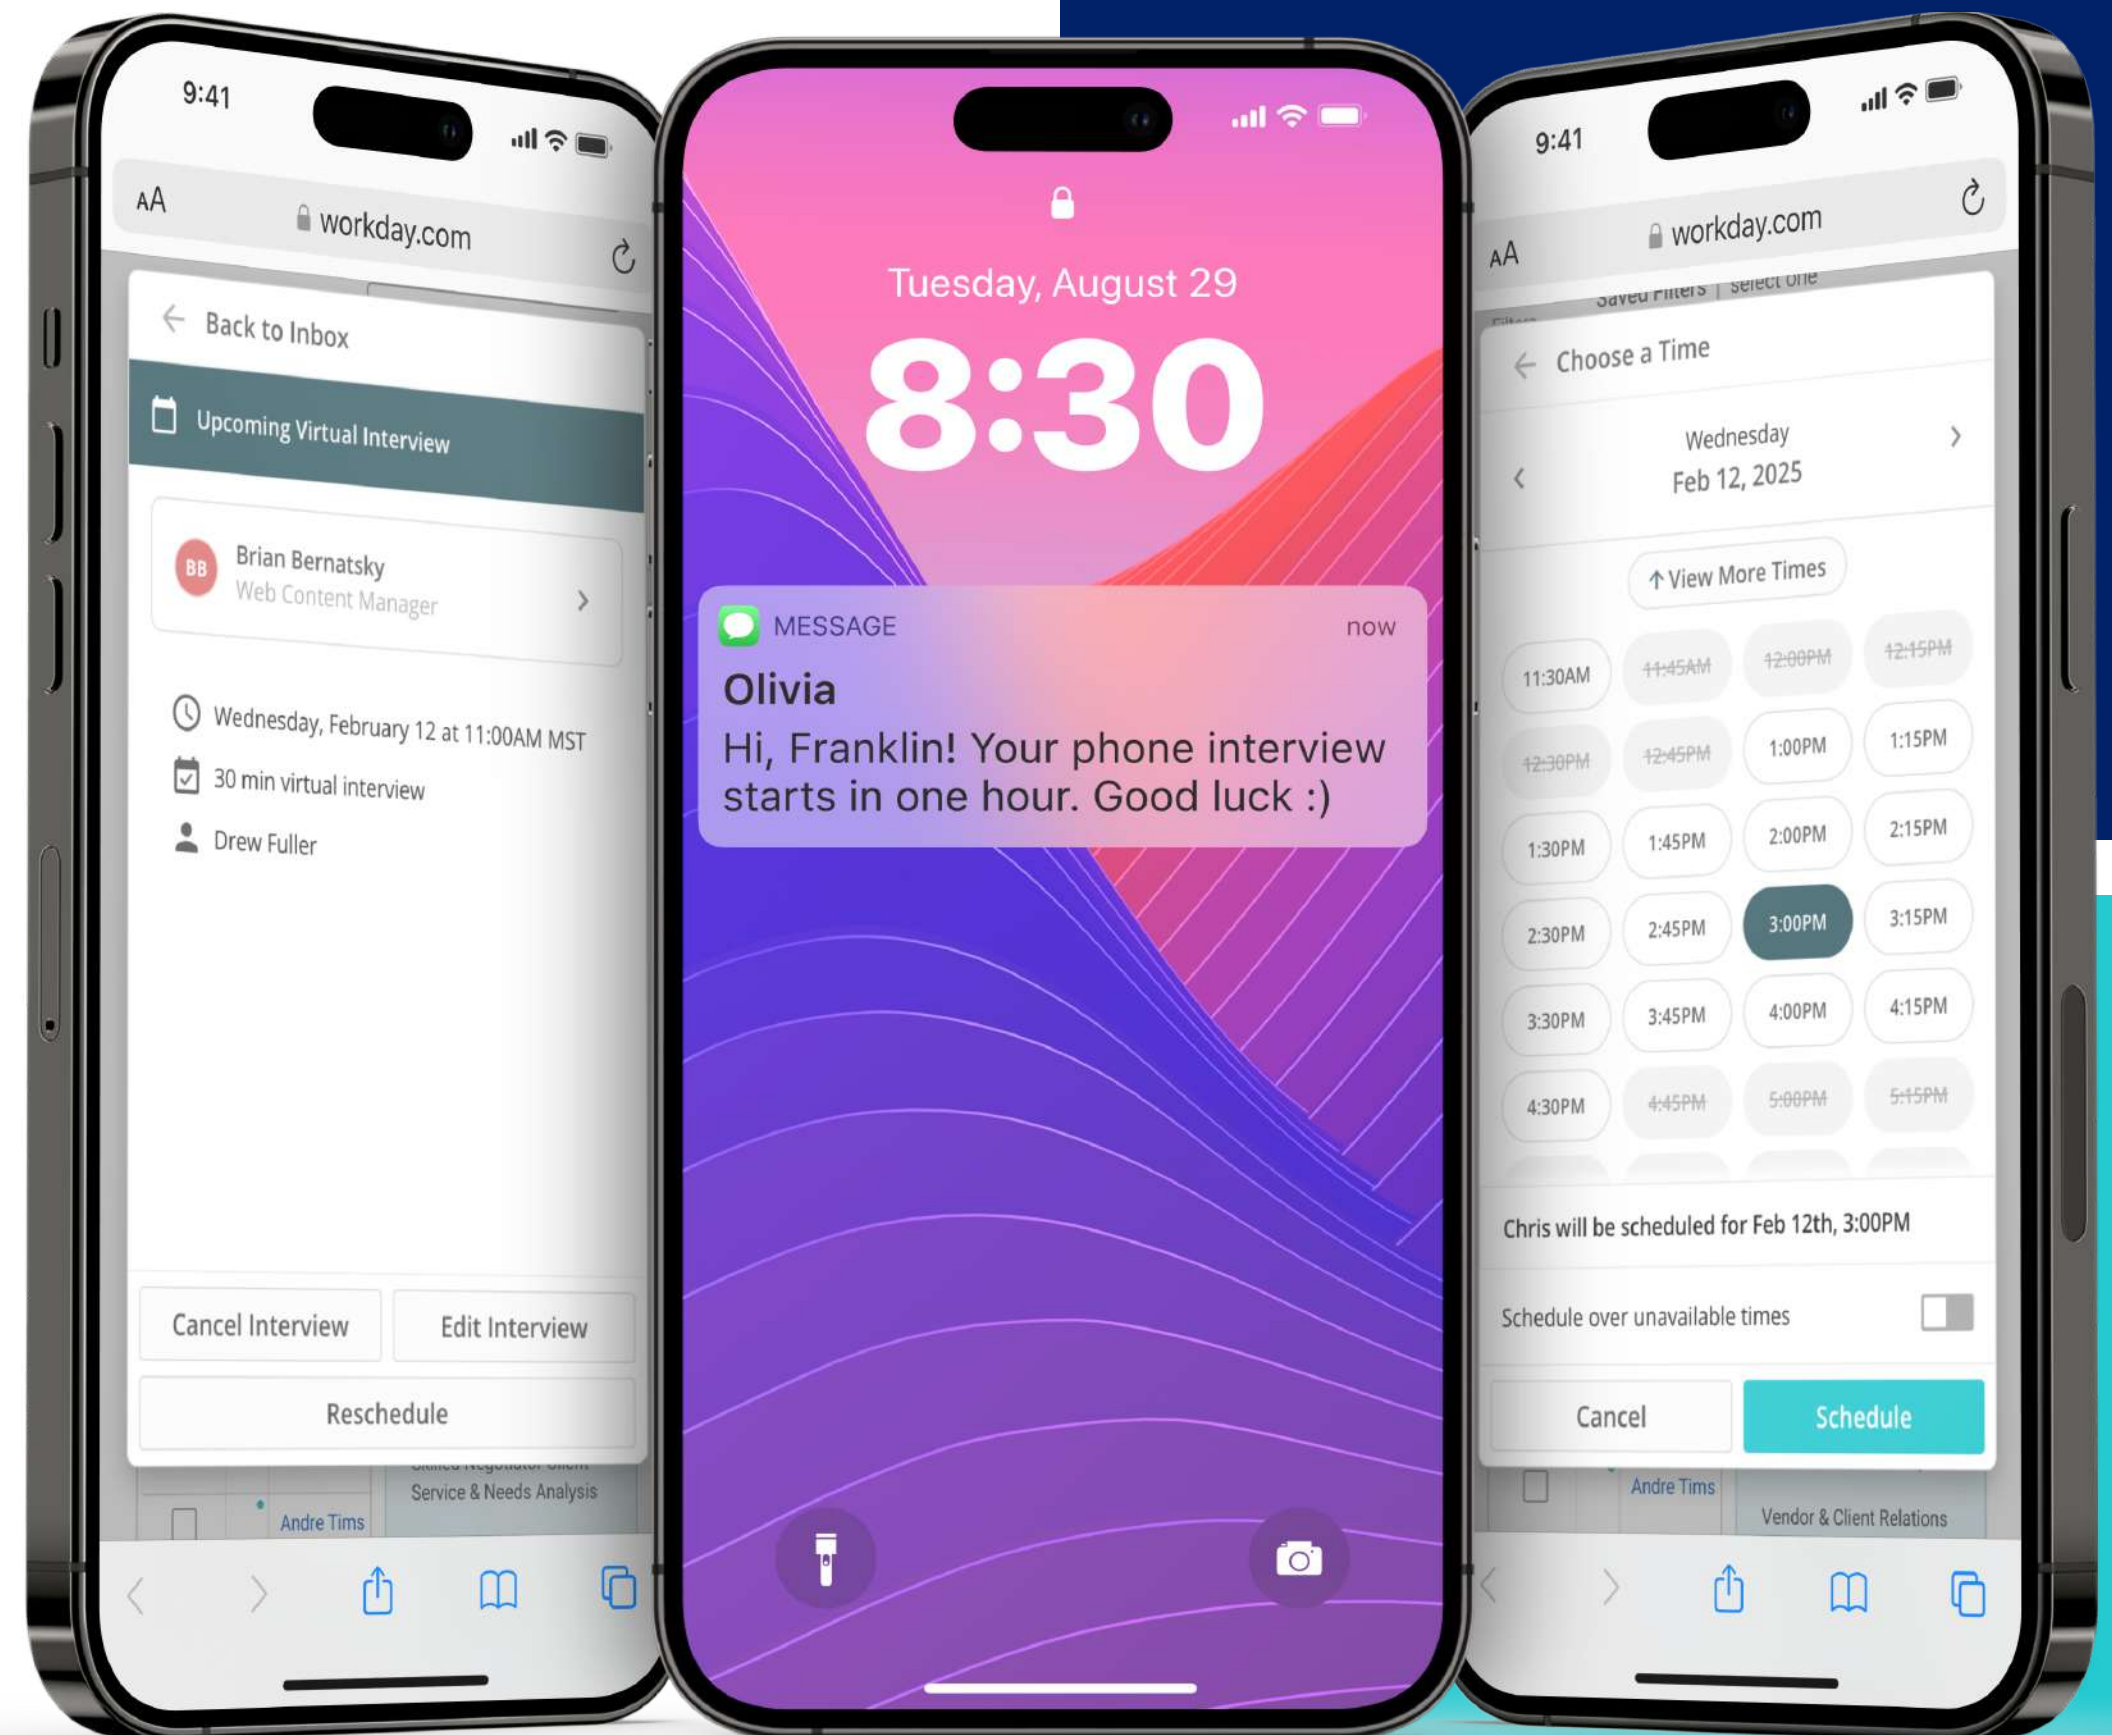 9:41
AA
workday.com
Back to Inbox
Upcoming Virtual Interview
BB
Brian Bernatsky
Web Content Manager
Wednesday, February 12 at 11:00AM MST
30 min virtual interview
Drew Fuller
Cancel Interview
Edit Interview
Reschedule
Service & Needs Analysis
Andre Tims
Tuesday, August 29
8:30
MESSAGE
now
Olivia
Hi, Franklin! Your phone interview
starts in one hour. Good luck :)
9:41
AA
workday.com
Saved Filters | select one
Filters
Choose a Time
Wednesday
Feb 12, 2025
View More Times
11:30AM 11:45AM 12:00PM 12:15PM
12:30PM 12:45PM 1:00PM 1:15PM
1:30PM 1:45PM 2:00PM 2:15PM
2:30PM 2:45PM 3:00PM 3:15PM
3:30PM 3:45PM 4:00PM 4:15PM
4:30PM 4:45PM 5:00PM 5:15PM
Chris will be scheduled for Feb 12th, 3:00PM
Schedule over unavailable times
Cancel
Schedule
Andre Tims
Vendor & Client Relations